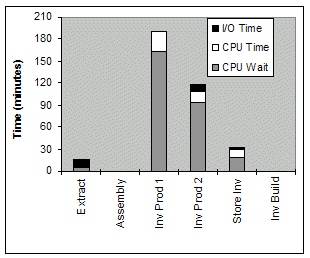 210
180
150
120
90
60
30
0
Time (minutes)
I/O Time
CPU Time
CPU Wait
Extract
Assembly
Inv Prod 1
Inv Prod 2
Store Inv
Inv Build